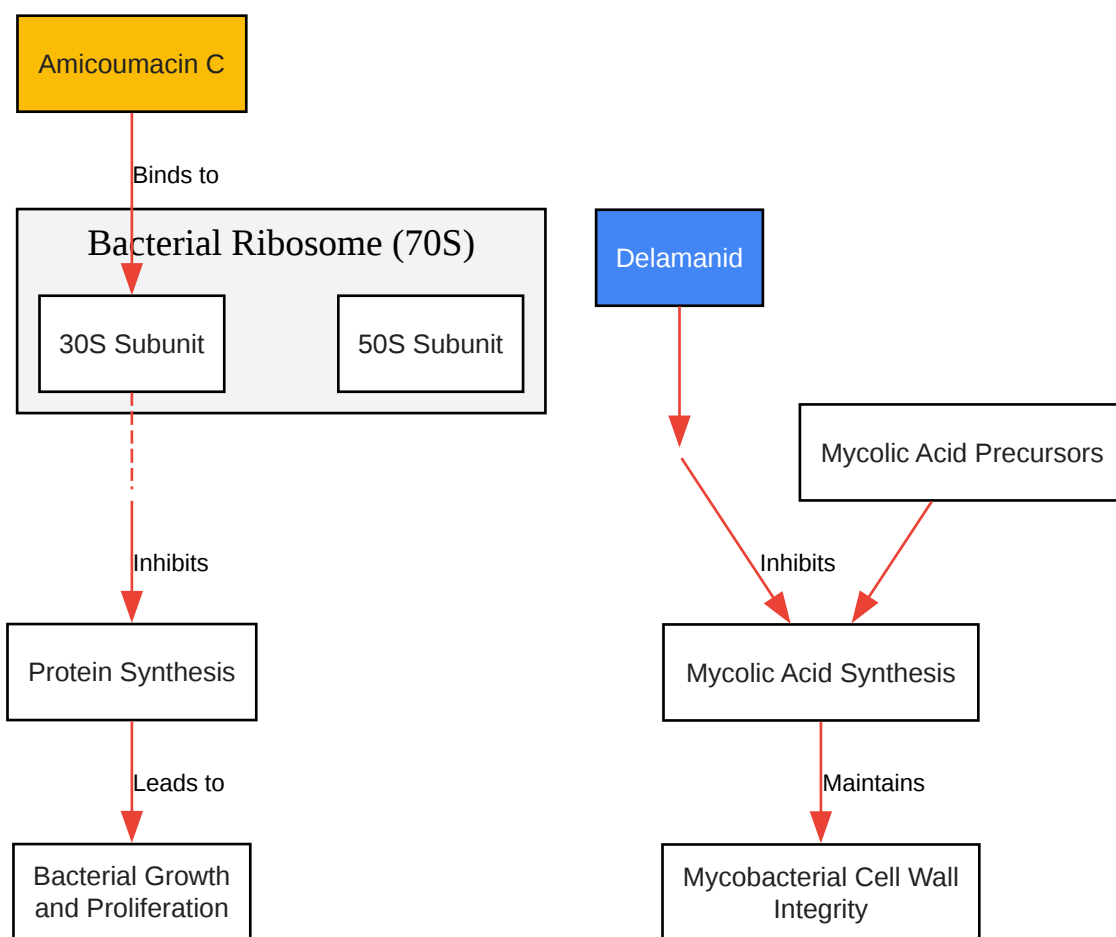 Amicoumacin C
Binds to
Bacterial Ribosome (70S)
30S Subunit
50S Subunit
Inhibits
Protein Synthesis
Leads to
Bacterial Growth
and Proliferation
Delamanid
Mycolic Acid Precursors
Inhibits
Mycolic Acid Synthesis
Maintains
Mycobacterial Cell Wall
Integrity